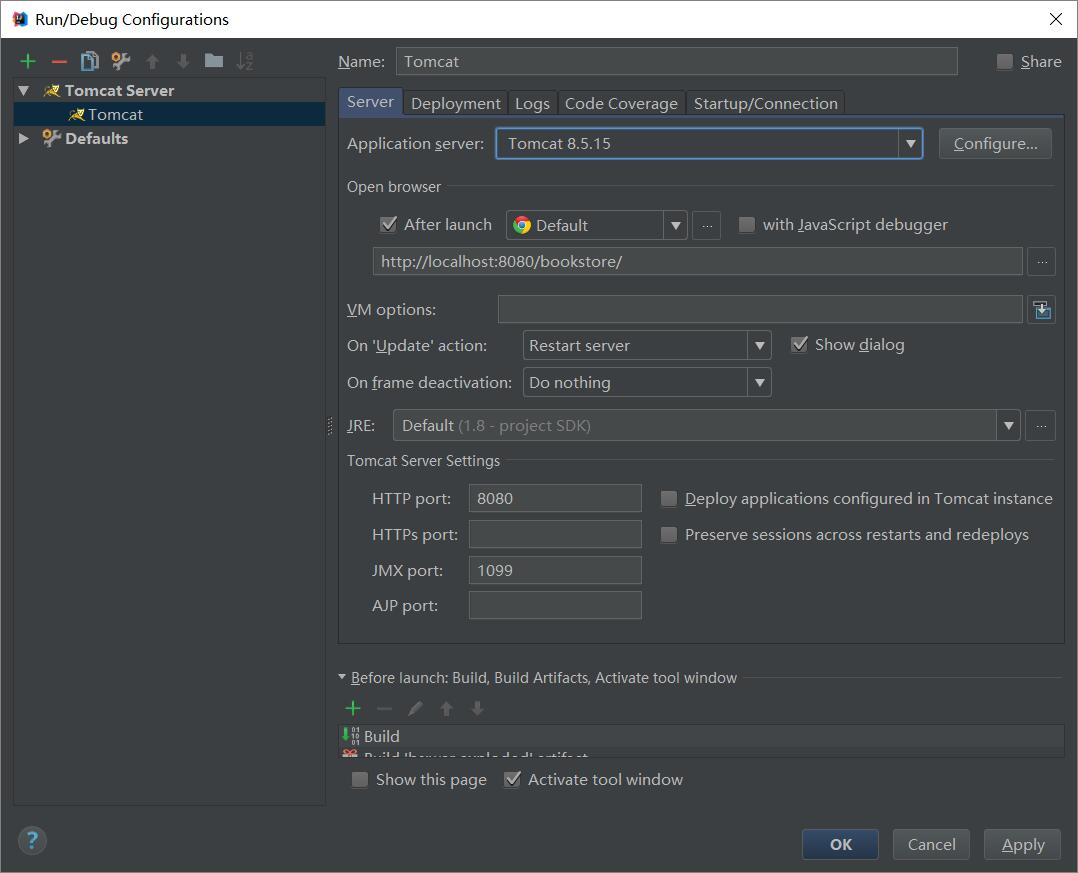 Run/Debug Configurations
Name: Tomcat Share
Tomcat Server
Tomcat
Defaults
Server Deployment Logs Code Coverage Startup/Connection
Application server: Tomcat 8.5.15 Configure...
Open browser
After launch Default ... with JavaScript debugger
http://localhost:8080/bookstore/ ...
VM options:
On 'Update' action: Restart server Show dialog
On frame deactivation: Do nothing
JRE: Default (1.8 - project SDK) ...
Tomcat Server Settings
HTTP port: 8080 Deploy applications configured in Tomcat instance
HTTPs port: Preserve sessions across restarts and redeploys
JMX port: 1099
AJP port:
Before launch: Build, Build Artifacts, Activate tool window
Build
Build
Show this page Activate tool window
? OK Cancel Apply